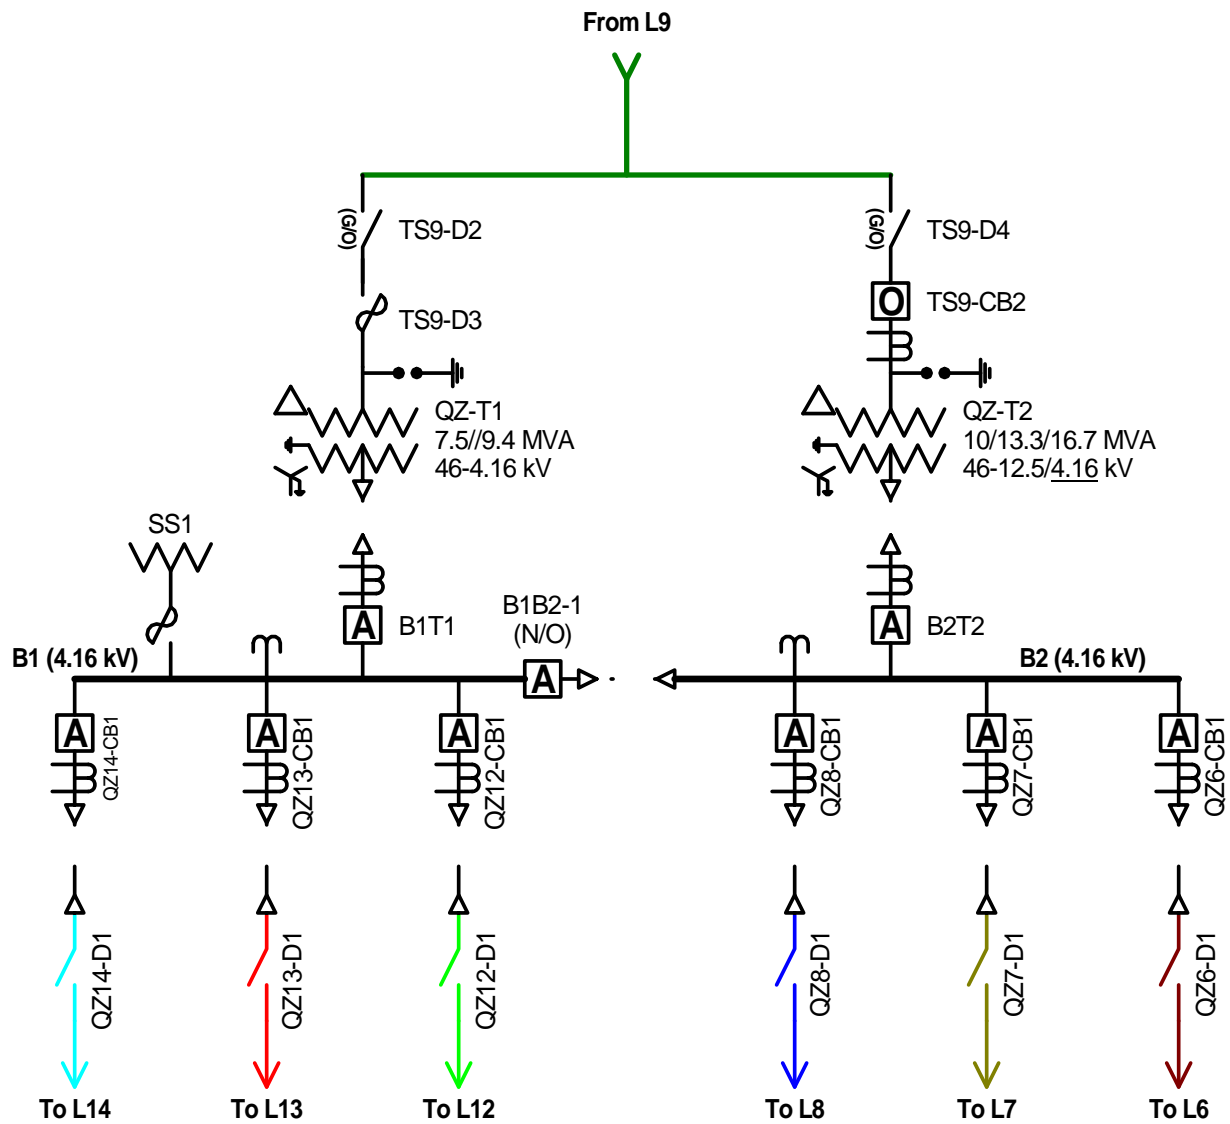 From L9
(G/O)
TS9-D2
(G/O)
TS9-D4
TS9-D3
O
TS9-CB2
QZ-T1
7.5//9.4 MVA
46-4.16 kV
QZ-T2
10/13.3/16.7 MVA
46-12.5/4.16 kV
SS1
A
B1T1
B1B2-1
(N/O)
A
B2T2
B1 (4.16 kV)
A
B2 (4.16 kV)
A
QZ14-CB1
A
QZ13-CB1
A
QZ12-CB1
A
QZ8-CB1
A
QZ7-CB1
A
QZ6-CB1
QZ14-D1
QZ13-D1
QZ12-D1
QZ8-D1
QZ7-D1
QZ6-D1
To L14
To L13
To L12
To L8
To L7
To L6